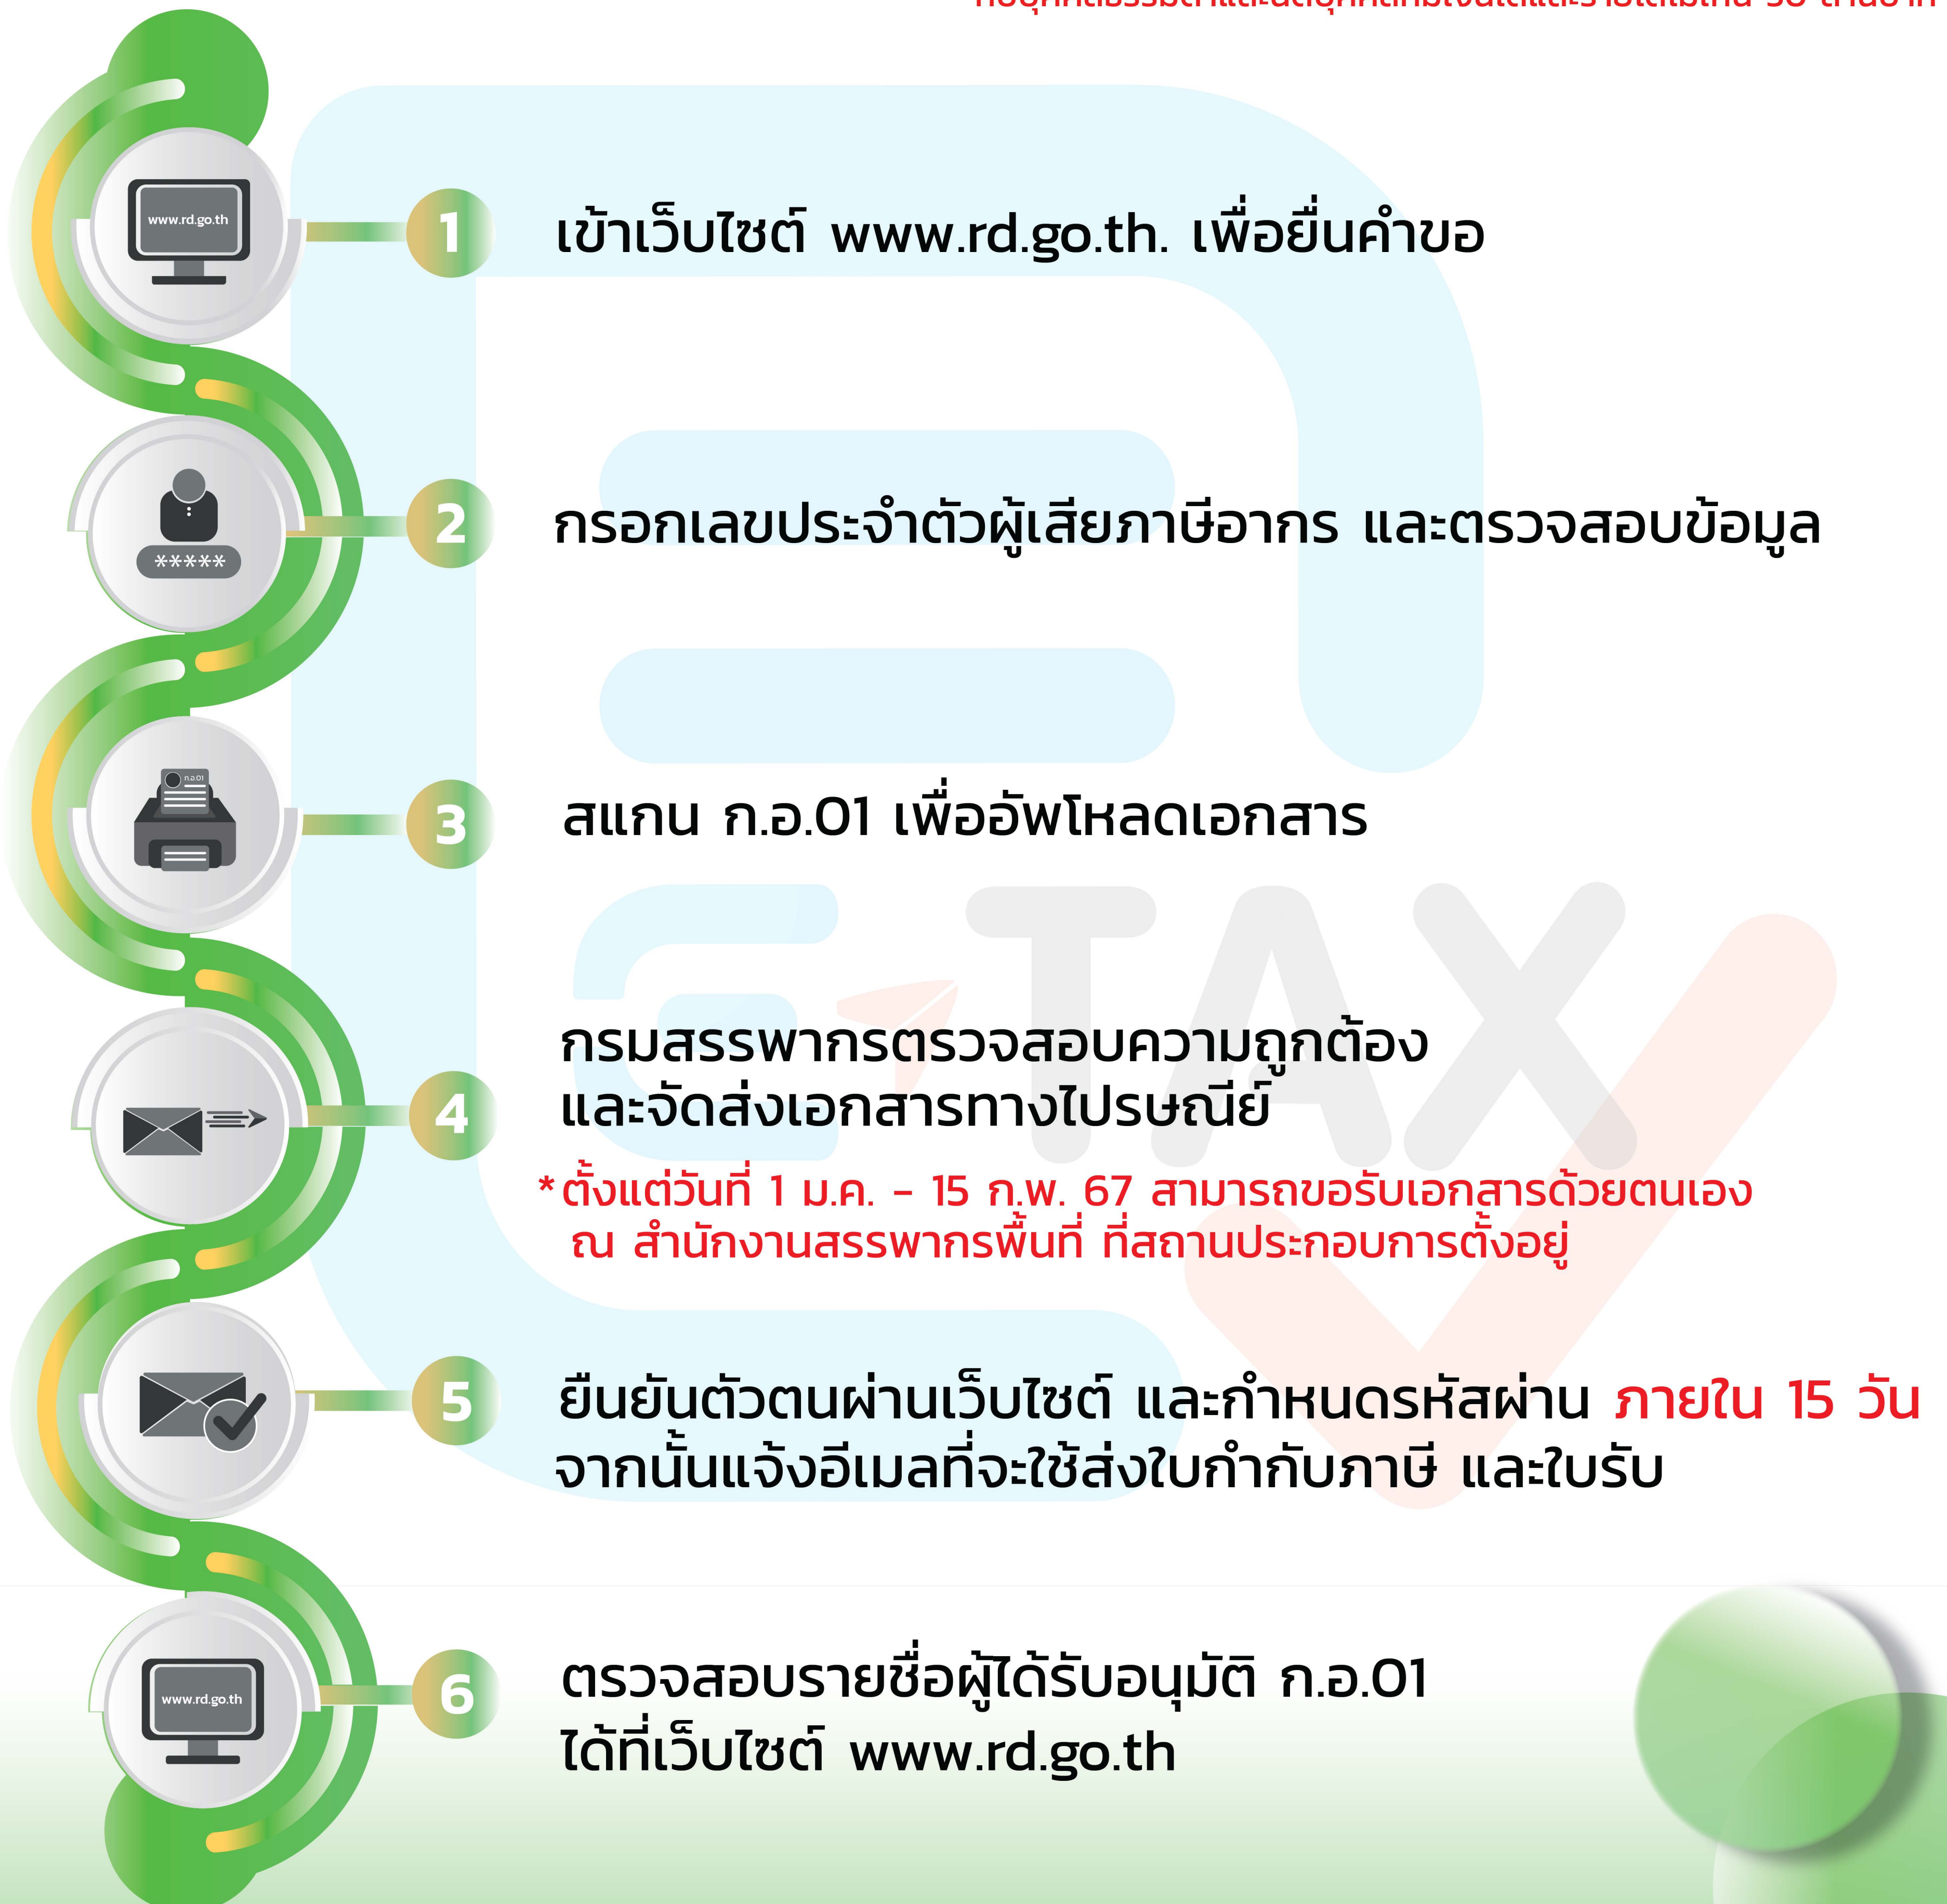 www.rd.go.th
1
เข้าเว็บไซต์ www.rd.go.th. เพื่อยื่นคำขอ
*****
2
กรอกเลขประจำตัวผู้เสียภาษีอากร และตรวจสอบข้อมูล
ก.อ.01
3
สแกน ก.อ.01 เพื่ออัพโหลดเอกสาร
e-TAX
4
กรมสรรพากรตรวจสอบความถูกต้อง
และจัดส่งเอกสารทางไปรษณีย์
*ตั้งแต่วันที่ 1 ม.ค. - 15 ก.พ. 67 สามารถขอรับเอกสารด้วยตนเอง
ณ สำนักงานสรรพากรพื้นที่ ที่สถานประกอบการตั้งอยู่
5
ยืนยันตัวตนผ่านเว็บไซต์ และกำหนดรหัสผ่าน ภายใน 15 วัน
จากนั้นแจ้งอีเมลที่จะใช้ส่งใบกำกับภาษี และใบรับ
www.rd.go.th
6
ตรวจสอบรายชื่อผู้ได้รับอนุมัติ ก.อ.01
ได้ที่เว็บไซต์ www.rd.go.th